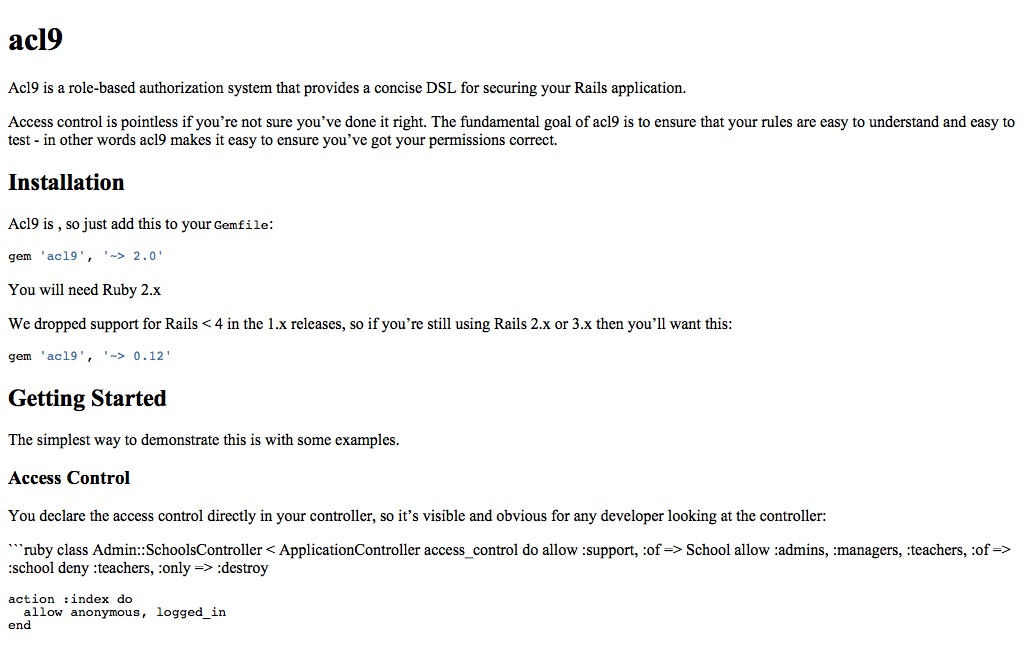 acl9
Acl9 is a role-based authorization system that provides a concise DSL for securing your Rails application.
Access control is pointless if you’re not sure you’ve done it right. The fundamental goal of acl9 is to ensure that your rules are easy to understand and easy to
test - in other words acl9 makes it easy to ensure you’ve got your permissions correct.
Installation
Acl9 is , so just add this to your Gemfile:
gem 'acl9', '~> 2.0'
You will need Ruby 2.x
We dropped support for Rails < 4 in the 1.x releases, so if you’re still using Rails 2.x or 3.x then you’ll want this:
gem 'acl9', '~> 0.12'
Getting Started
The simplest way to demonstrate this is with some examples.
Access Control
You declare the access control directly in your controller, so it’s visible and obvious for any developer looking at the controller:
```ruby class Admin::SchoolsController < ApplicationController access_control do allow :support, :of => School allow :admins, :managers, :teachers, :of =>
:school deny :teachers, :only => :destroy
action :index do
  allow anonymous, logged_in
end